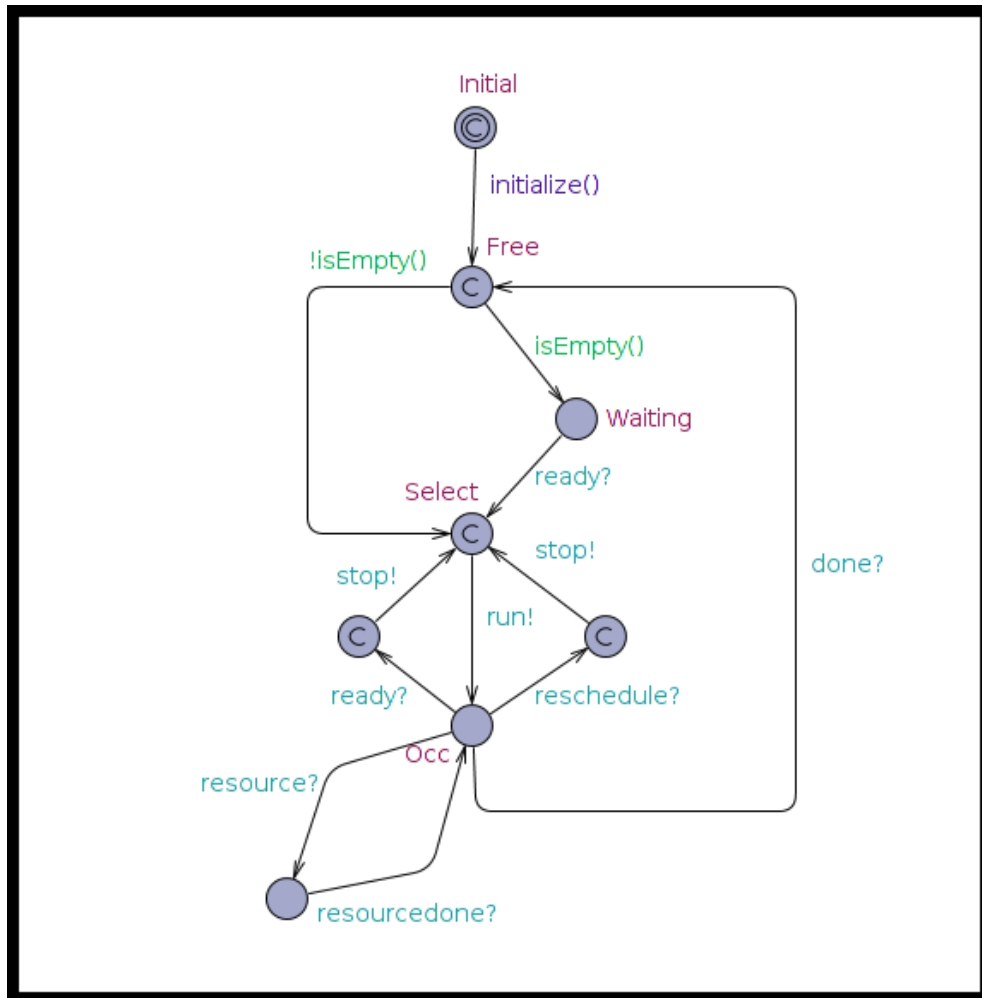 Initial
C
initialize()
Free
!isEmpty()
C
isEmpty()
Waiting
ready?
Select
C
stop!
stop!
done?
run!
C
C
ready?
reschedule?
Occ
resource?
resourcedone?